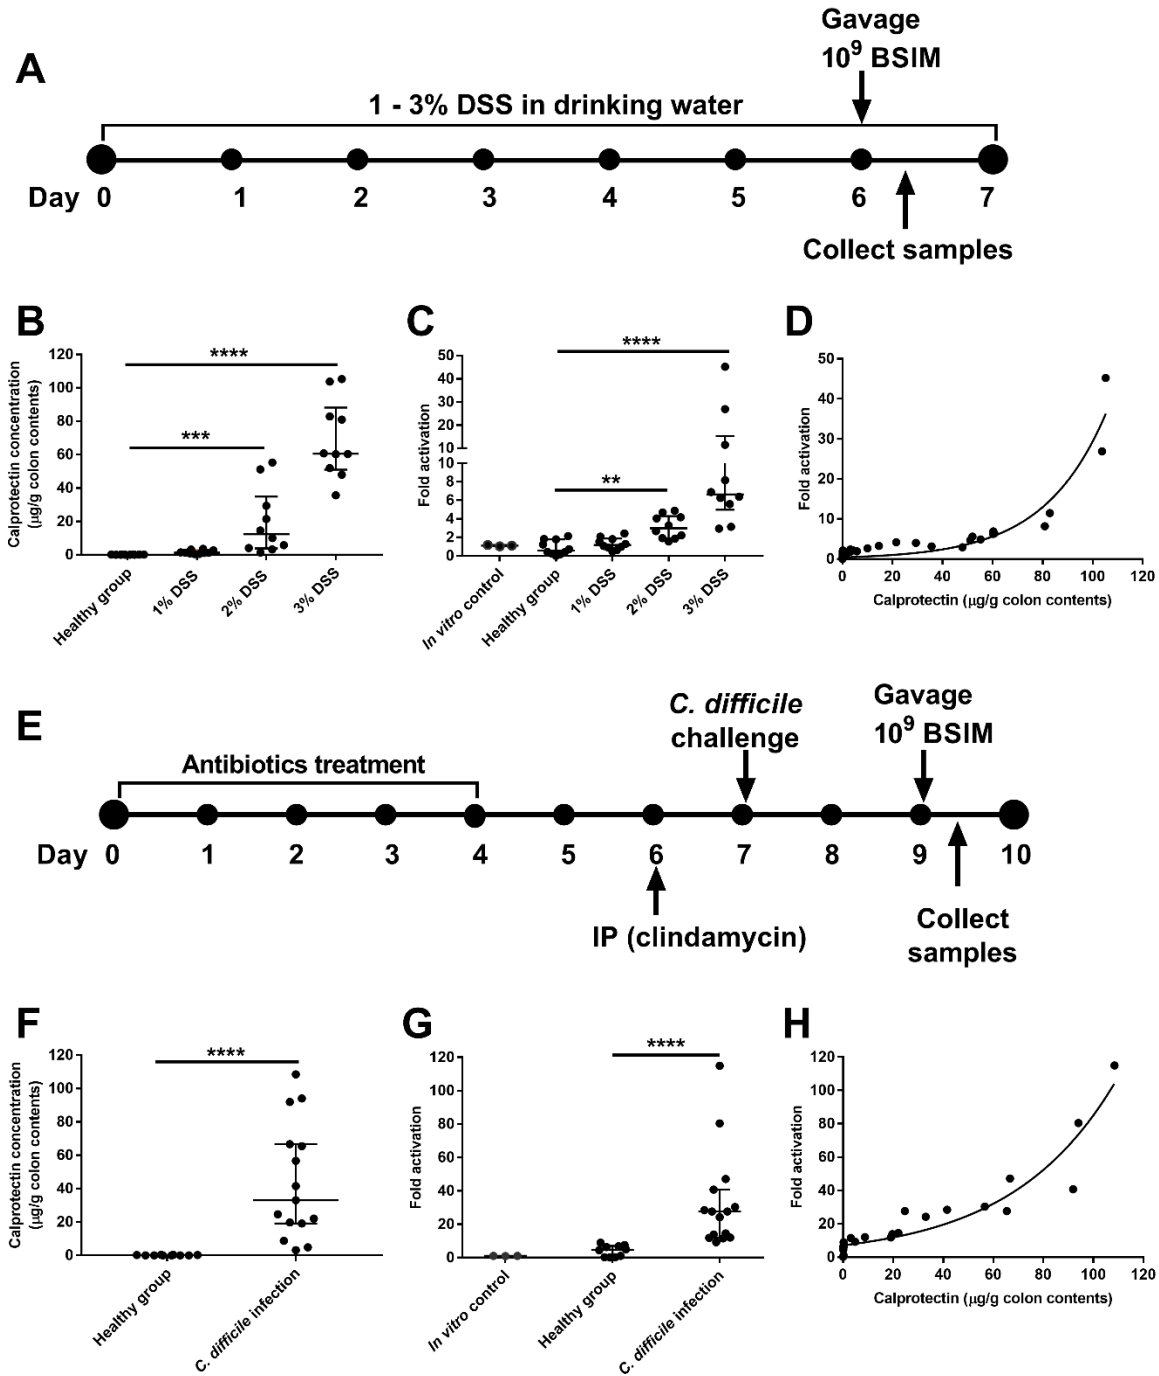 A
Gavage
10⁹ BSIM
1 - 3% DSS in drinking water
Day 0 1 2 3 4 5 6 7
Collect samples
B
Calprotectin concentration
(µg/g colon contents)
120
100
80
60
40
20
0
****
***
Healthy group
1% DSS
2% DSS
3% DSS
C
Fold activation
50
40
30
20
10
10
8
6
4
2
0
****
**
In vitro control
Healthy group
1% DSS
2% DSS
3% DSS
D
Fold activation
50
40
30
20
10
0
0 20 40 60 80 100 120
Calprotectin (µg/g colon contents)
E
Antibiotics treatment
C. difficile
challenge
Gavage
10⁹ BSIM
Day 0 1 2 3 4 5 6 7 8 9 10
IP (clindamycin)
Collect
samples
F
Calprotectin concentration
(µg/g colon contents)
120
100
80
60
40
20
0
****
Healthy group
C. difficile infection
G
Fold activation
120
100
80
60
40
20
0
****
In vitro control
Healthy group
C. difficile infection
H
Fold activation
120
100
80
60
40
20
0
0 20 40 60 80 100 120
Calprotectin (µg/g colon contents)